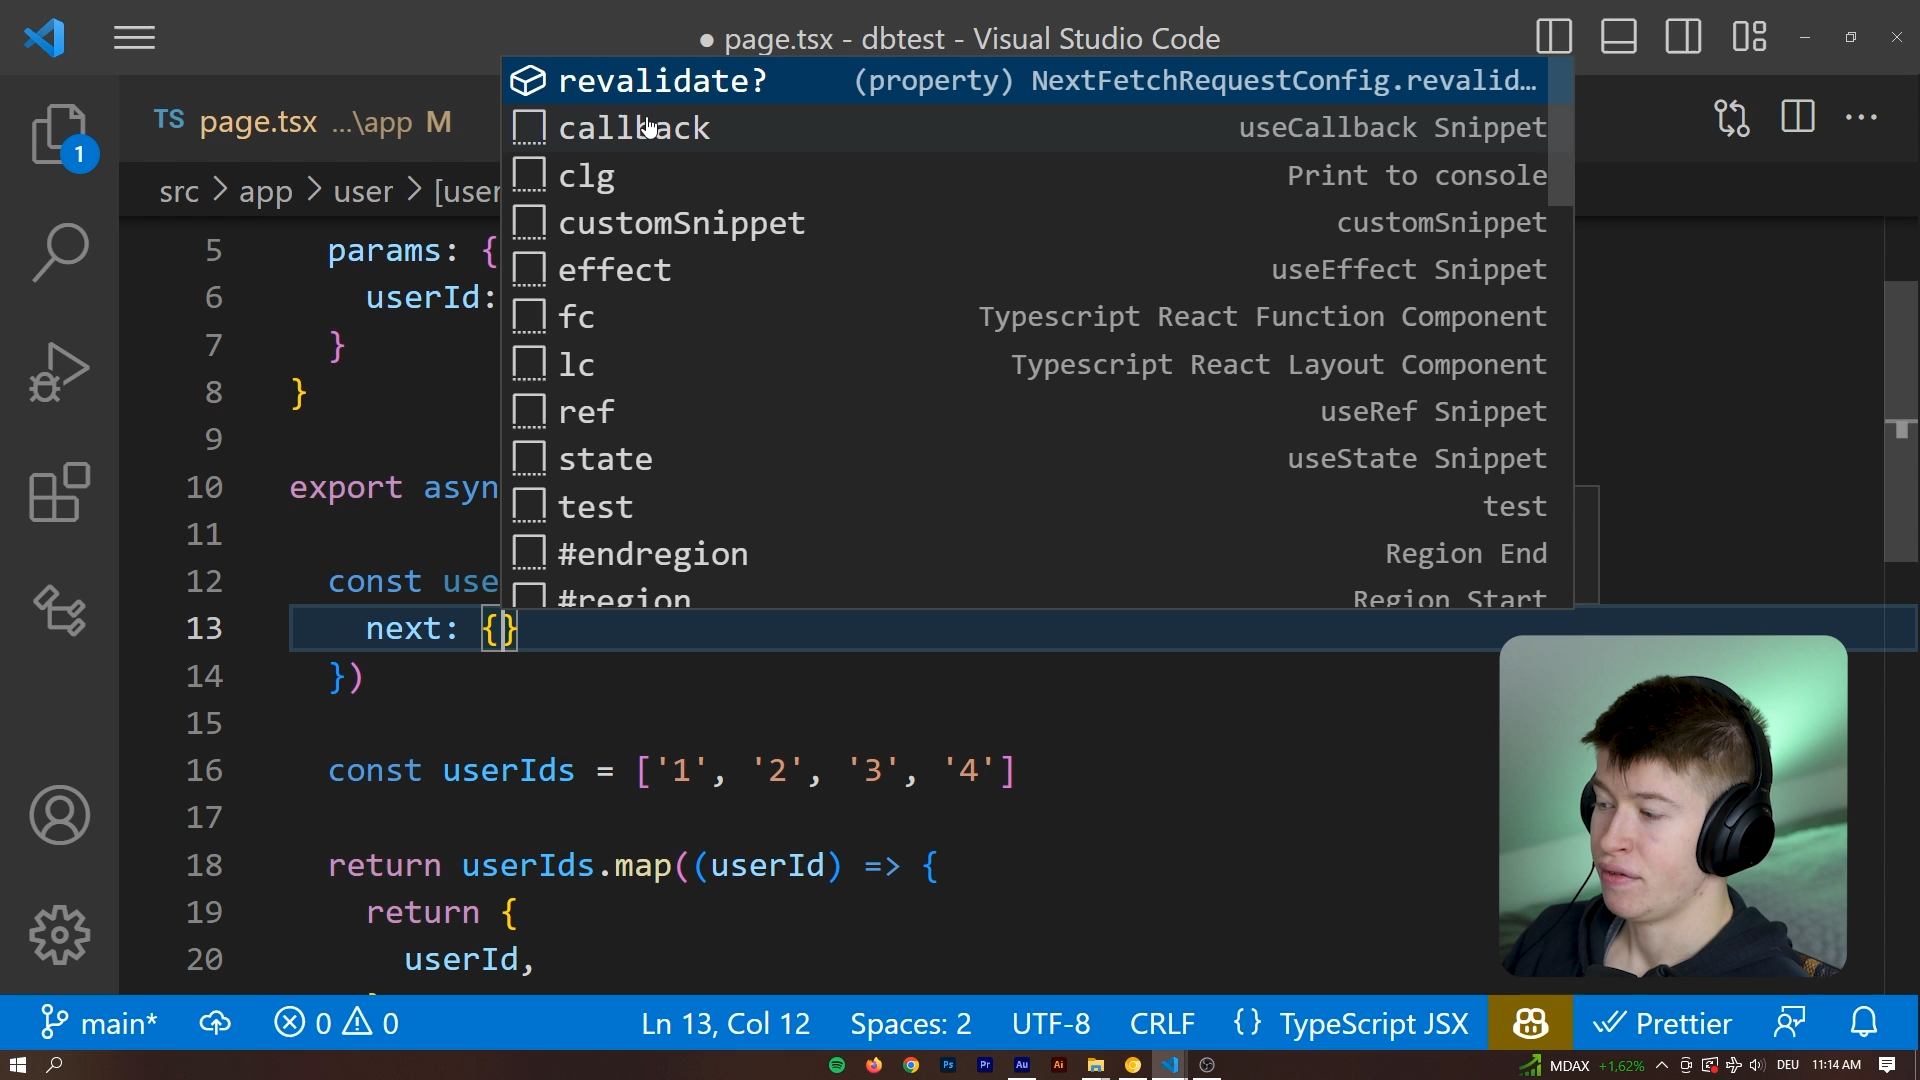 ● page.tsx - dbtest - Visual Studio Code
TS page.tsx ...\app M
1
src > app > user > [user
revalidate? (property) NextFetchRequestConfig.revalid…
callback useCallback Snippet
clg Print to console
customSnippet customSnippet
effect useEffect Snippet
fc Typescript React Function Component
lc Typescript React Layout Component
ref useRef Snippet
state useState Snippet
test test
#endregion Region End
#region Region Start
5 params: {
6 userId:
7 }
8 }
9
10 export asyn
11
12 const use
13 next: {}
14 })
15
16 const userIds = ['1', '2', '3', '4']
17
18 return userIds.map((userId) => {
19 return {
20 userId,
main* 0 0 Ln 13, Col 12 Spaces: 2 UTF-8 CRLF {} TypeScript JSX Prettier
Ps Pr Au Ai MDAX +1,62% DEU 11:14 AM